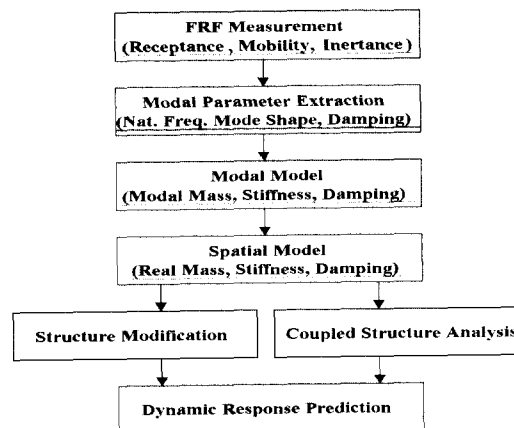 FRF Measurement
(Receptance, Mobility, Inertance)
Modal Parameter Extraction
(Nat. Freq. Mode Shape, Damping)
Modal Model
(Modal Mass, Stiffness, Damping)
Spatial Model
(Real Mass, Stiffness, Damping)
Structure Modification
Coupled Structure Analysis
Dynamic Response Prediction